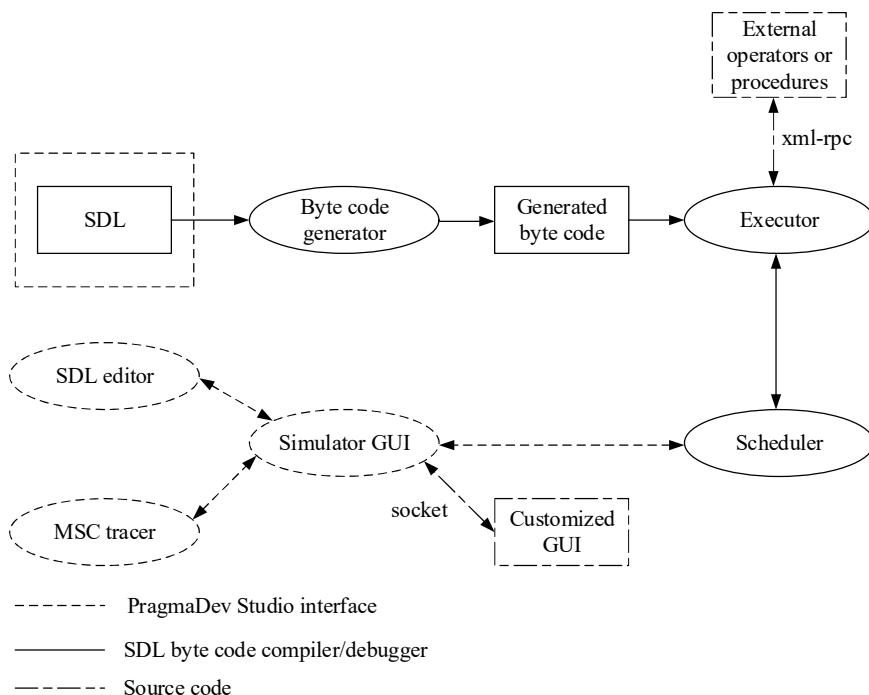 External
operators or
procedures
xml-rpc
SDL
Byte code
generator
Generated
byte code
Executor
SDL editor
Simulator GUI
Scheduler
MSC tracer
socket
Customized
GUI
PragmaDev Studio interface
SDL byte code compiler/debugger
Source code